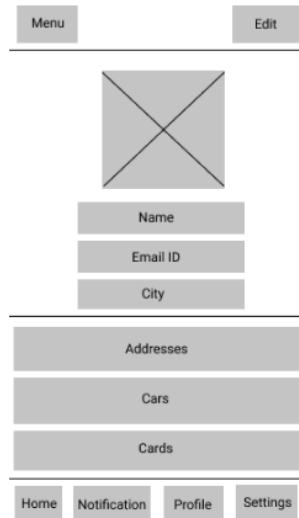 Menu Edit
Name
Email ID
City
Addresses
Cars
Cards
Home Notification Profile Settings